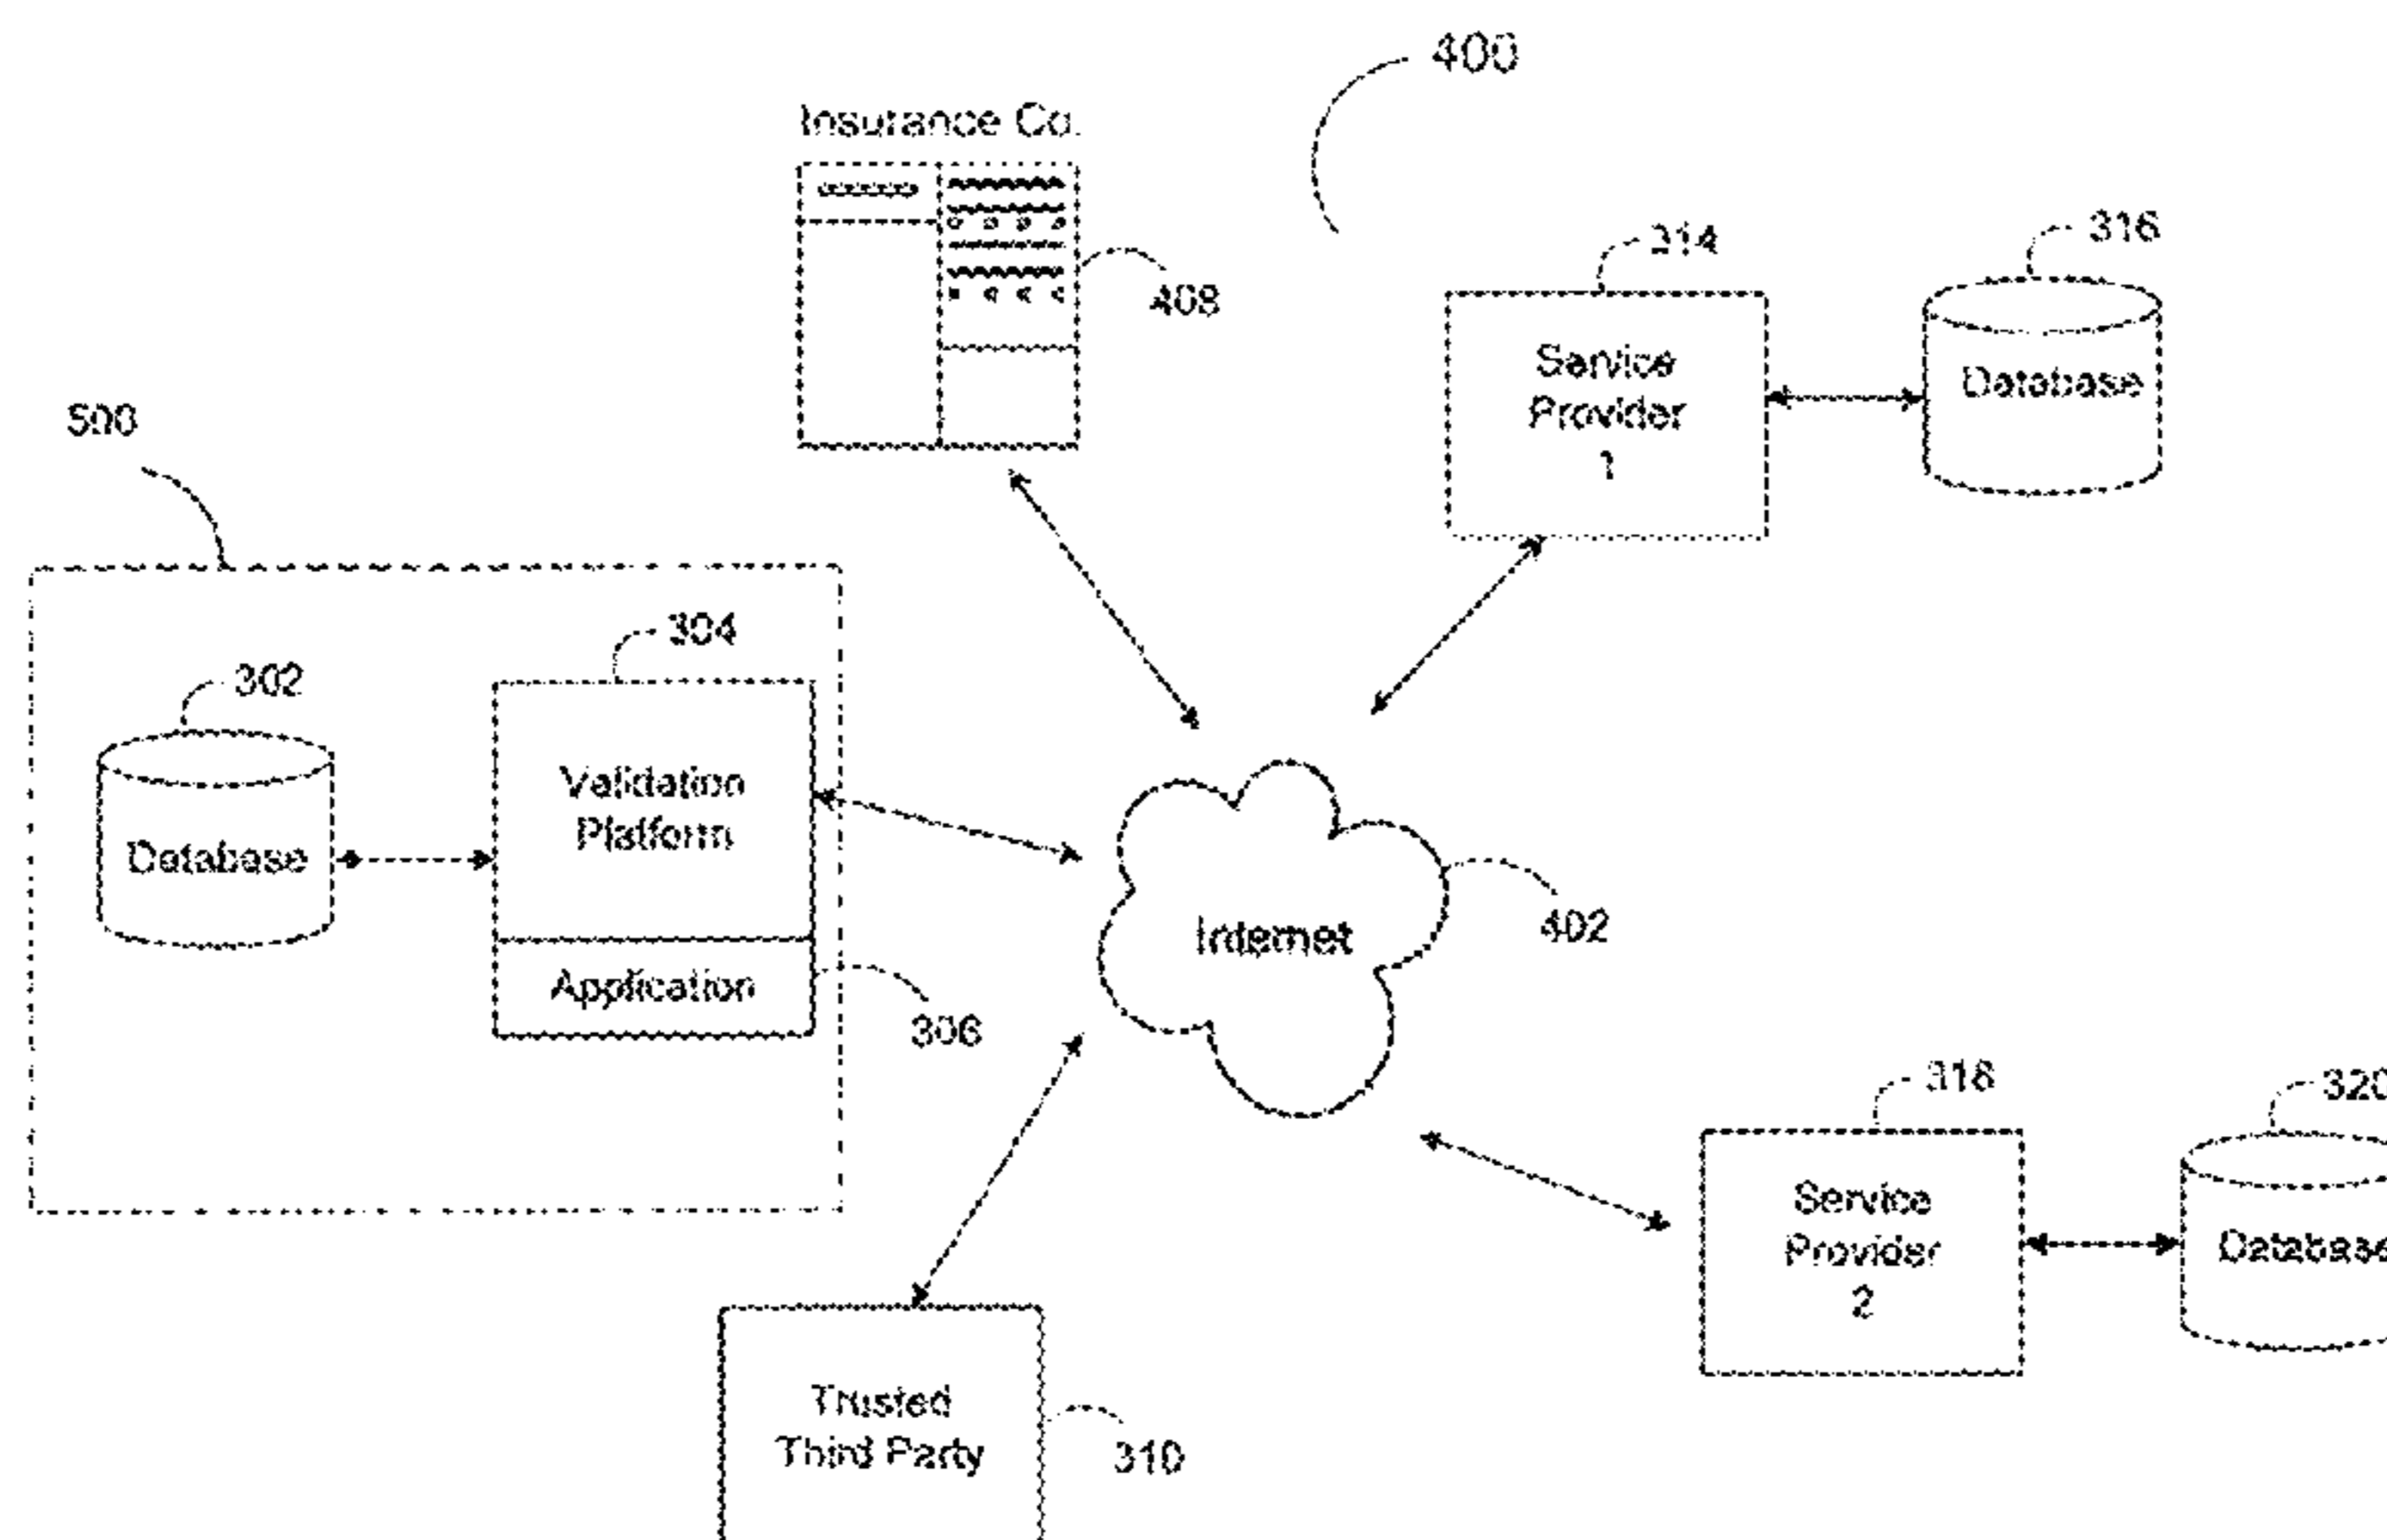 400
Insurance Co.
408
314
316
Service
Provider
1
Database
500
304
302
Validation
Platform
Database
Application
306
Internet
402
318
320
Service
Provider
2
Database
Trusted
Third Party
310